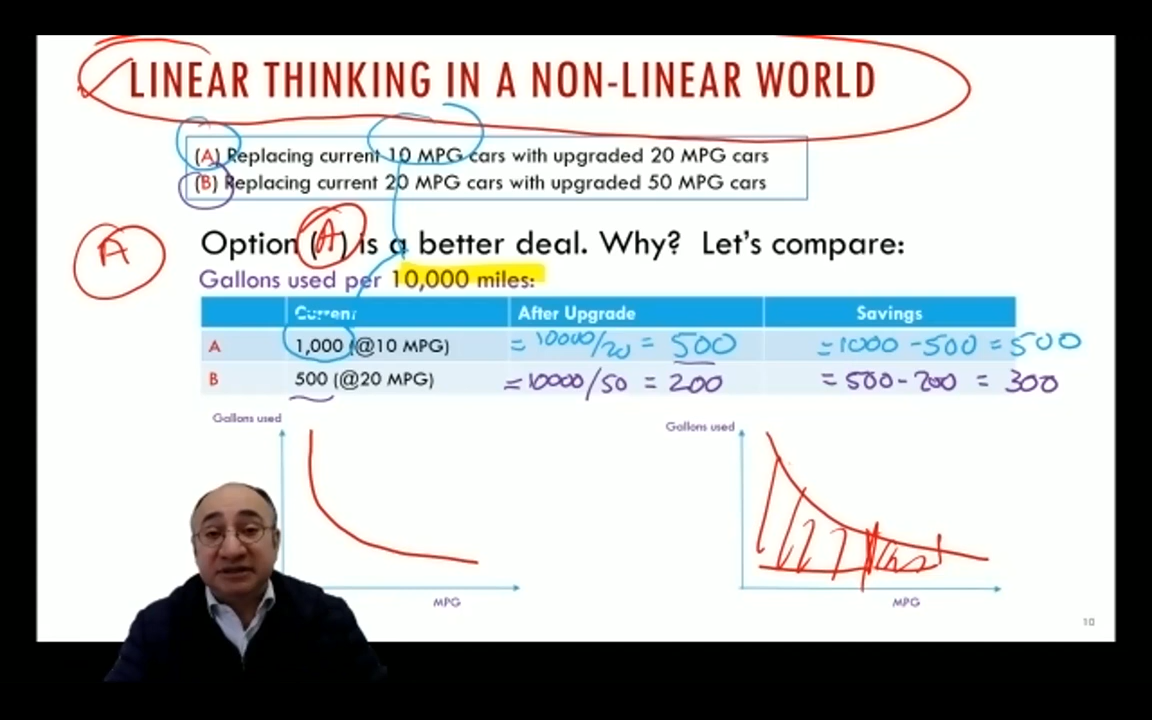 LINEAR THINKING IN A NON-LINEAR WORLD
(A) Replacing current 10 MPG cars with upgraded 20 MPG cars
(B) Replacing current 20 MPG cars with upgraded 50 MPG cars
A
Option (A) is a better deal. Why? Let's compare:
Gallons used per 10,000 miles:
Current After Upgrade Savings
A 1,000 (@10 MPG) = 10000/20 = 500 = 1000 - 500 = 500
B 500 (@20 MPG) = 10000/50 = 200 = 500 - 200 = 300
Gallons used Gallons used
MPG MPG
10